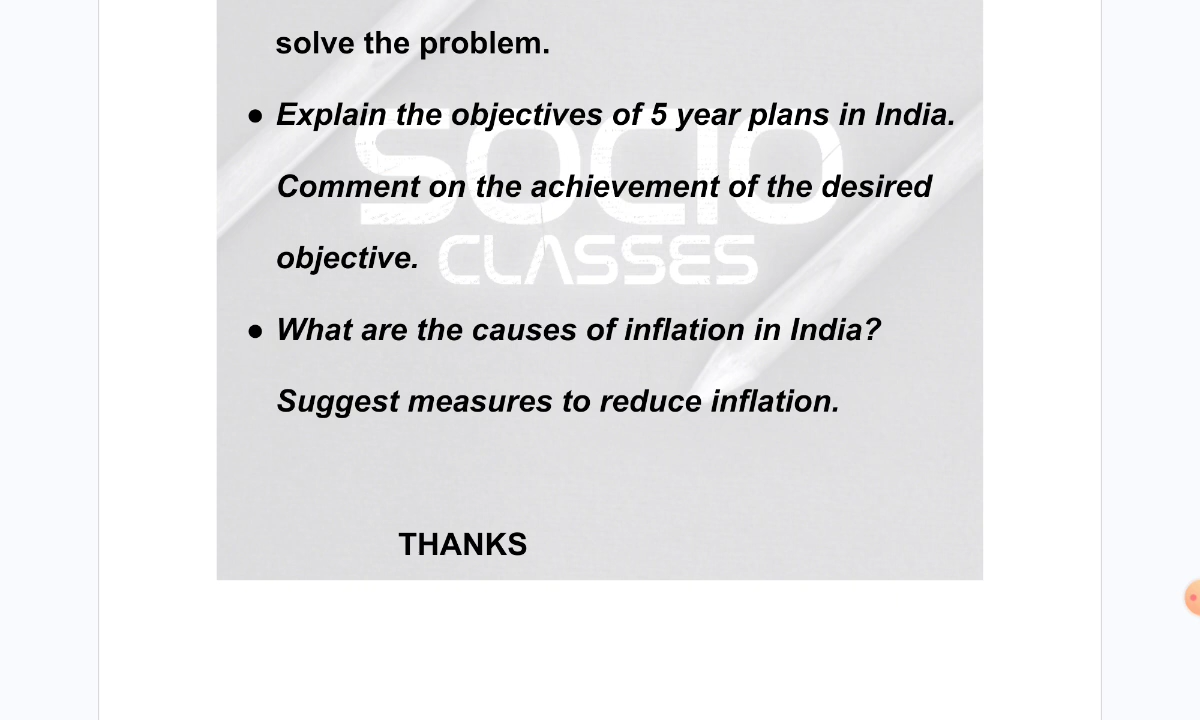 solve the problem.
● Explain the objectives of 5 year plans in India.
Comment on the achievement of the desired
objective.
● What are the causes of inflation in India?
Suggest measures to reduce inflation.
THANKS
SOCIO
CLASSES